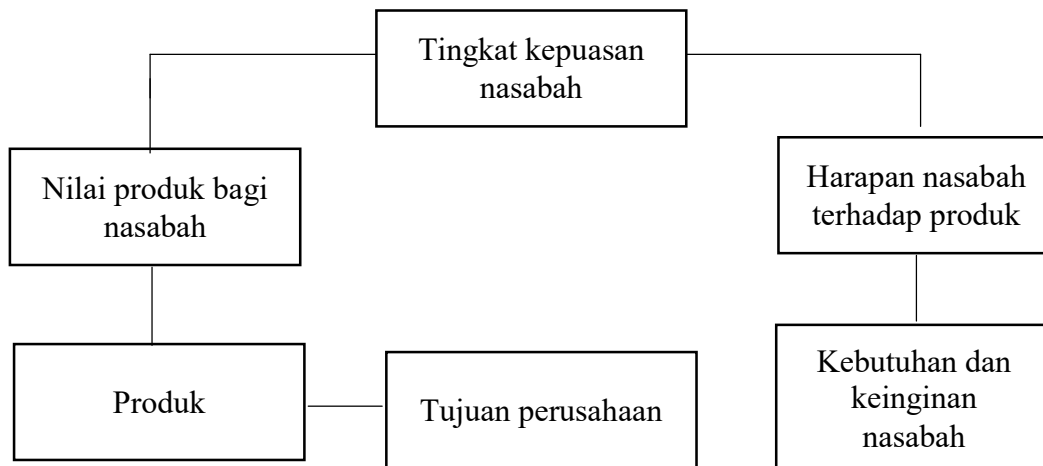 Tingkat kepuasan
nasabah
Nilai produk bagi
nasabah
Harapan nasabah
terhadap produk
Produk
Tujuan perusahaan
Kebutuhan dan
keinginan
nasabah